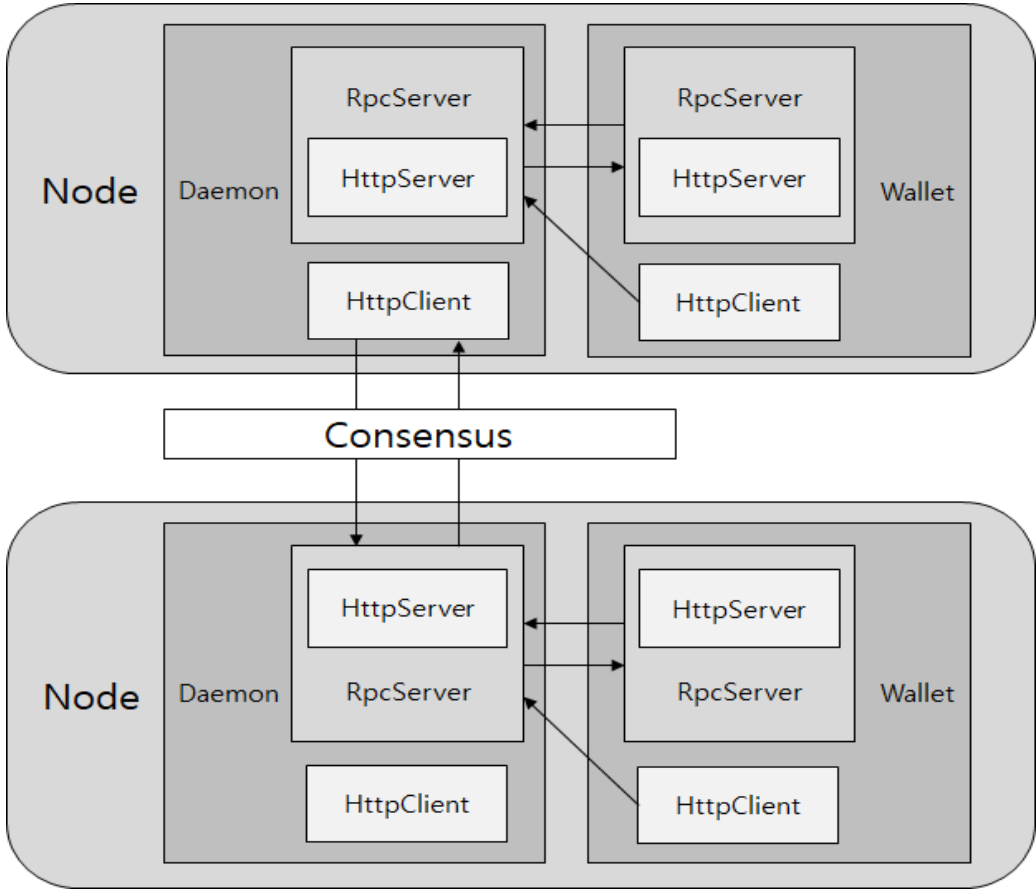 RpcServer
RpcServer
HttpServer
HttpServer
Node
Daemon
Wallet
HttpClient
HttpClient
Consensus
HttpServer
HttpServer
Node
Daemon
RpcServer
RpcServer
Wallet
HttpClient
HttpClient